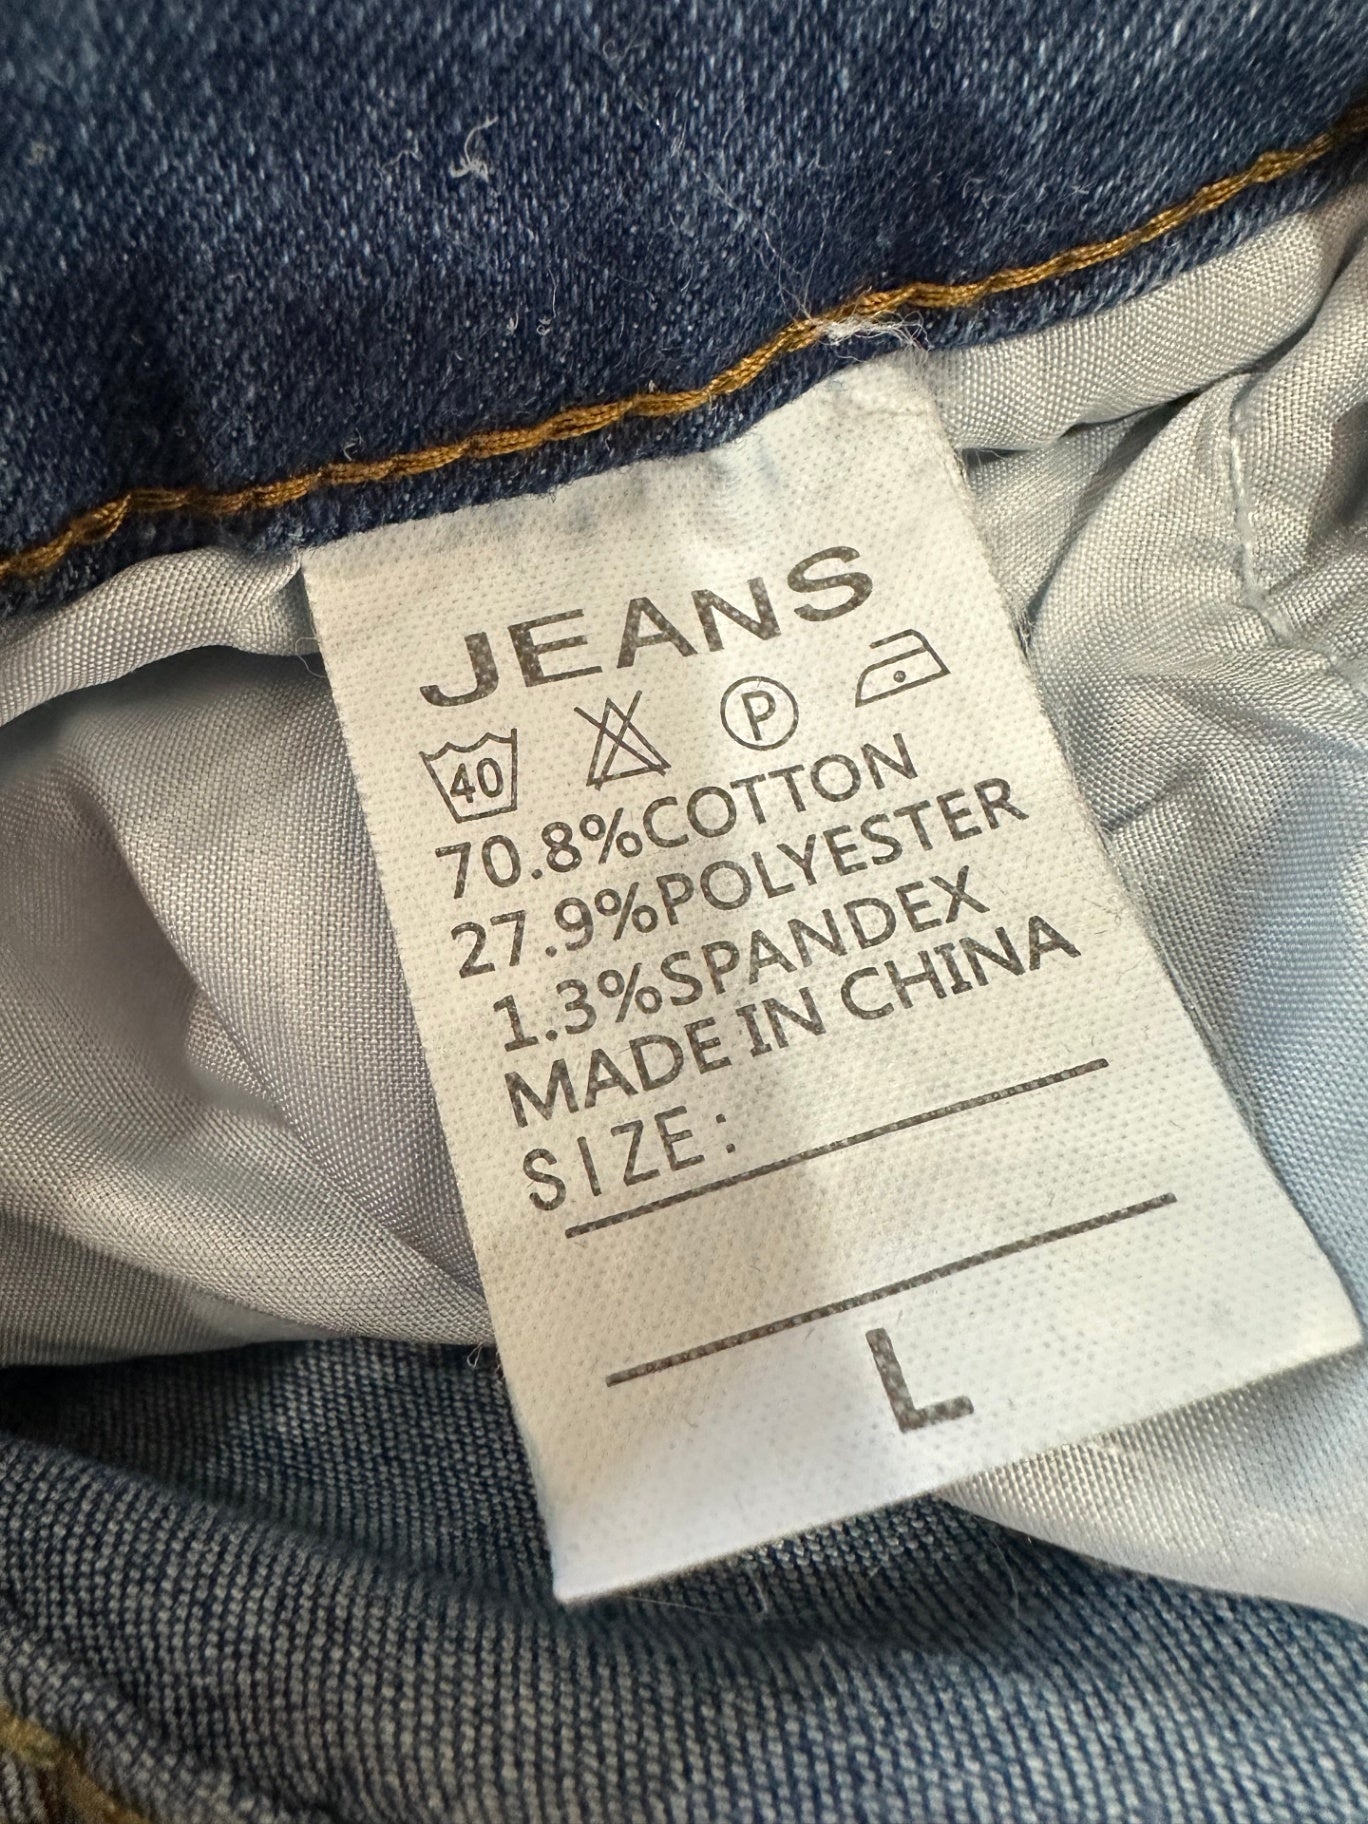 JEANS
40 P
70.8%COTTON
27.9%POLYESTER
1.3%SPANDEX
MADE IN CHINA
SIZE:
L